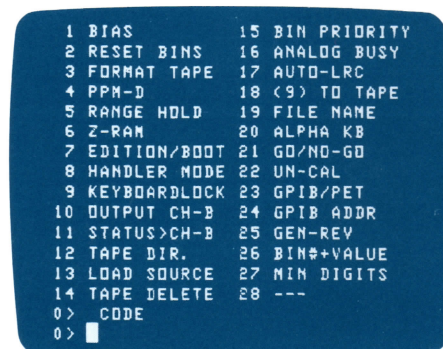 1 BIAS 15 BIN PRIORITY
2 RESET BINS 16 ANALOG BUSY
3 FORMAT TAPE 17 AUTO-LRC
4 PPM-D 18 (9) TO TAPE
5 RANGE HOLD 19 FILE NAME
6 Z-RAM 20 ALPHA KB
7 EDITION/BOOT 21 GO/NO-GO
8 HANDLER MODE 22 UN-CAL
9 KEYBOARDLOCK 23 GPIB/PET
10 OUTPUT CH-B 24 GPIB ADDR
11 STATUS>CH-B 25 GEN-REV
12 TAPE DIR. 26 BIN#+VALUE
13 LOAD SOURCE 27 MIN DIGITS
14 TAPE DELETE 28 ---
0> CODE
0>